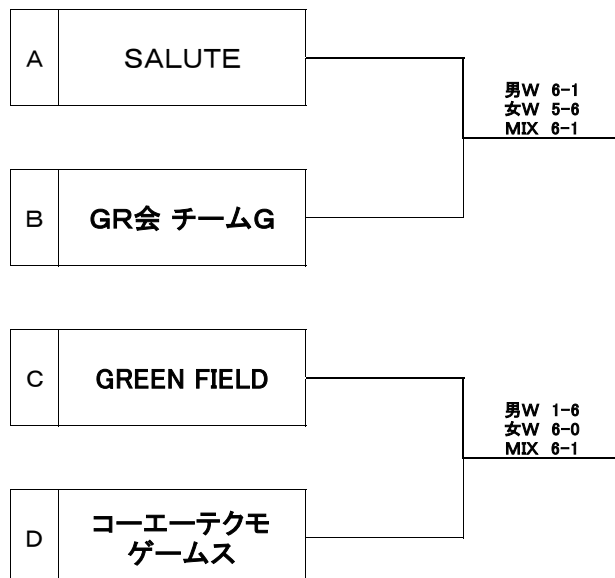 A SALUTE
男W 6-1
女W 5-6
MIX 6-1
B GR会 チームG
C GREEN FIELD
男W 1-6
女W 6-0
MIX 6-1
D コーエーテクモ
ゲームス